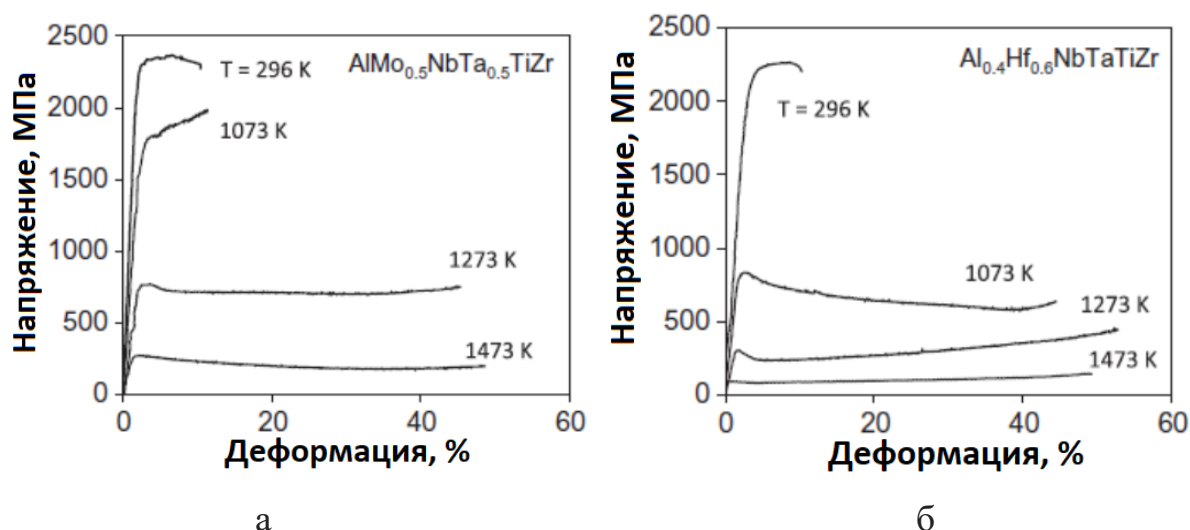 Напряжение, МПа
2500
2000
1500
1000
500
0
AlMo₀.₅NbTa₀.₅TiZr
T = 296 K
1073 K
1273 K
1473 K
0 20 40 60
Деформация, %
а
Напряжение, МПа
2500
2000
1500
1000
500
0
Al₀.₄Hf₀.₆NbTaTiZr
T = 296 K
1073 K
1273 K
1473 K
0 20 40 60
Деформация, %
б